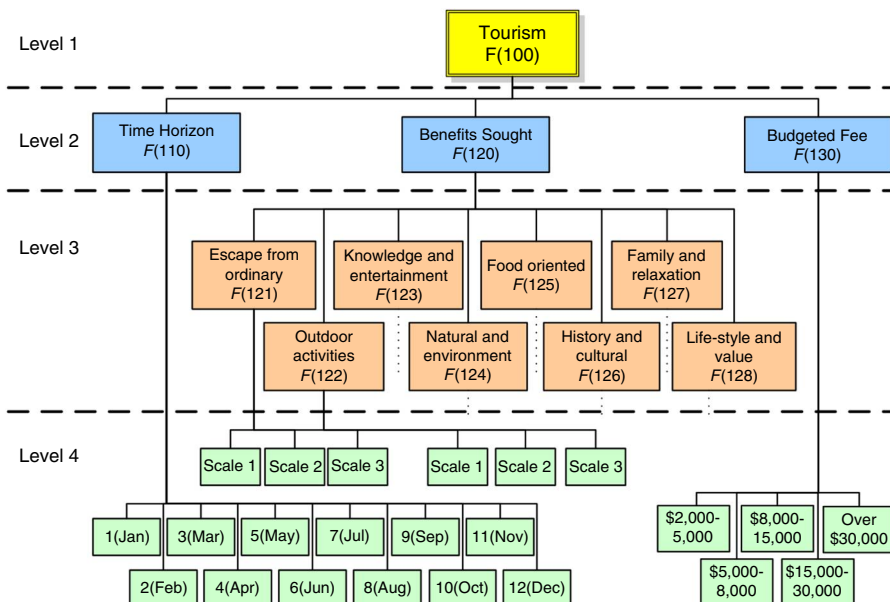 Level 1
Tourism
F(100)
Level 2
Time Horizon
F(110)
Benefits Sought
F(120)
Budgeted Fee
F(130)
Level 3
Escape from
ordinary
F(121)
Knowledge and
entertainment
F(123)
Food oriented
F(125)
Family and
relaxation
F(127)
Outdoor
activities
F(122)
Natural and
environment
F(124)
History and
cultural
F(126)
Life-style and
value
F(128)
Level 4
Scale 1
Scale 2
Scale 3
Scale 1
Scale 2
Scale 3
1(Jan)
3(Mar)
5(May)
7(Jul)
9(Sep)
11(Nov)
2(Feb)
4(Apr)
6(Jun)
8(Aug)
10(Oct)
12(Dec)
$2,000-
5,000
$8,000-
15,000
Over
$30,000
$5,000-
8,000
$15,000-
30,000